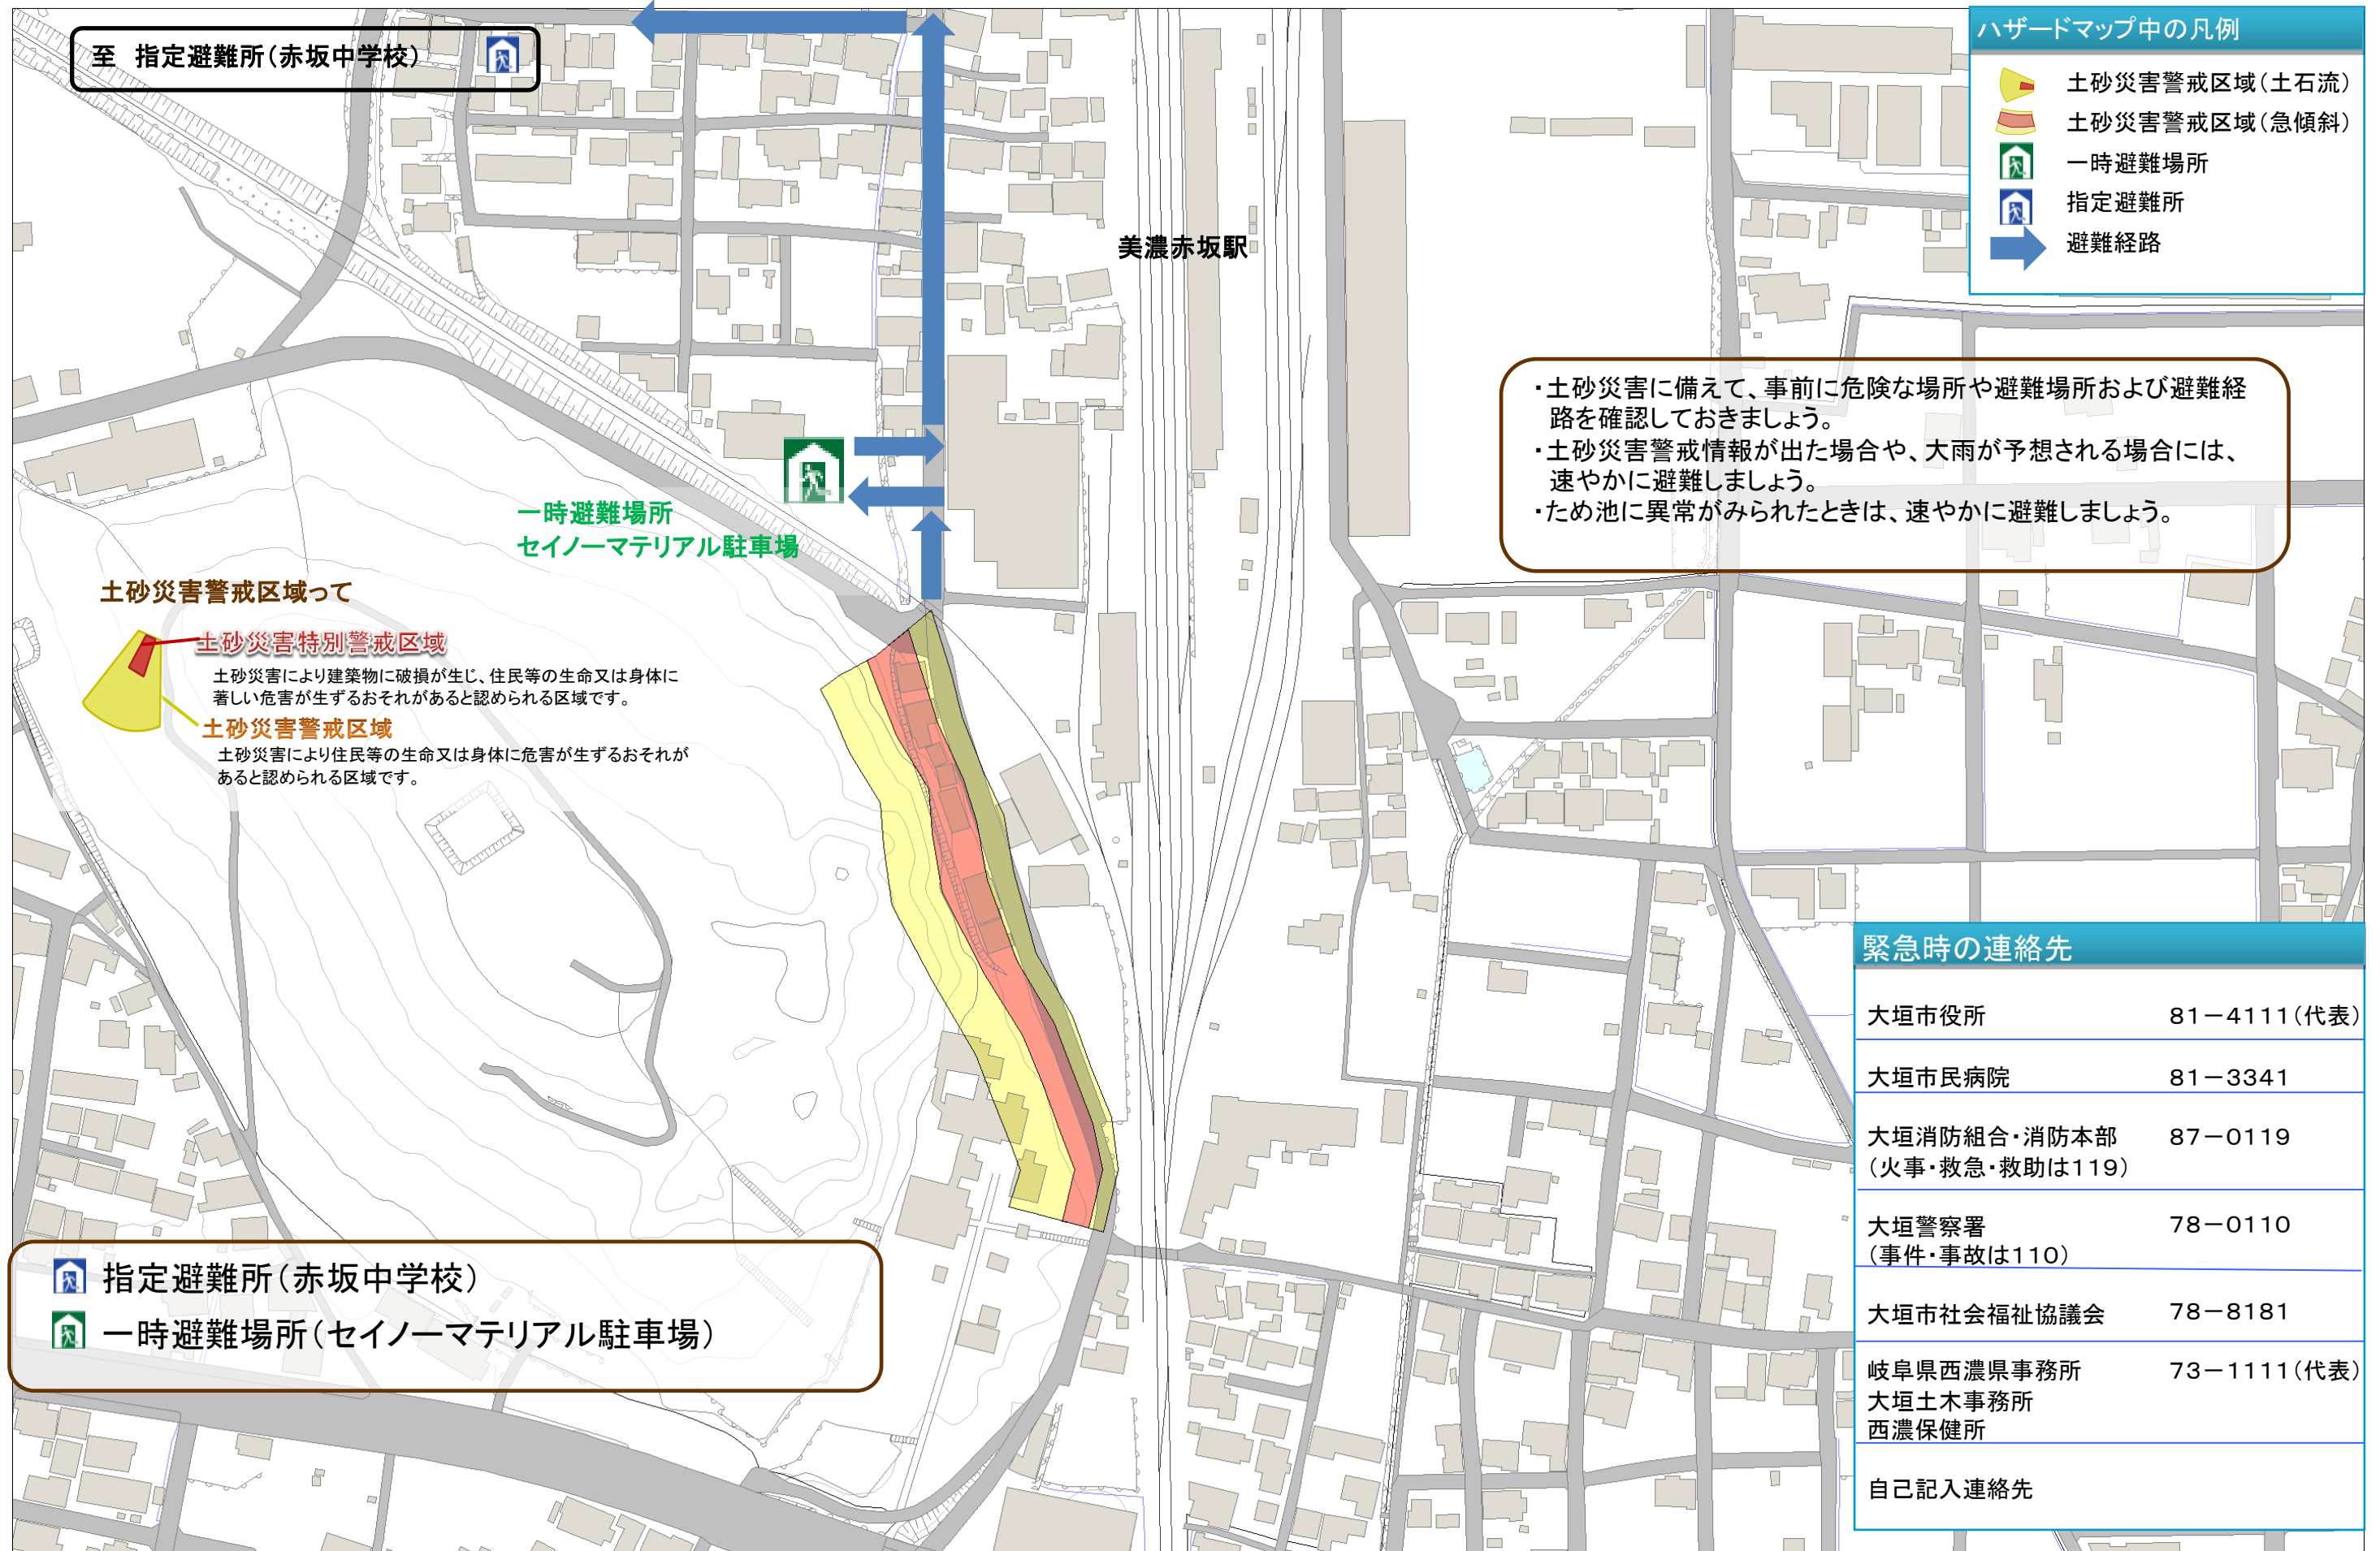 至 指定避難所(赤坂中学校)
ハザードマップ中の凡例
土砂災害警戒区域(土石流)
土砂災害警戒区域(急傾斜)
一時避難場所
指定避難所
避難経路
美濃赤坂駅
・土砂災害に備えて、事前に危険な場所や避難場所および避難経
路を確認しておきましょう。
・土砂災害警戒情報が出た場合や、大雨が予想される場合には、
速やかに避難しましょう。
・ため池に異常がみられたときは、速やかに避難しましょう。
一時避難場所
セイノーマテリアル駐車場
土砂災害警戒区域って
土砂災害特別警戒区域
土砂災害により建築物に破損が生じ、住民等の生命又は身体に
著しい危害が生ずるおそれがあると認められる区域です。
土砂災害警戒区域
土砂災害により住民等の生命又は身体に危害が生ずるおそれが
あると認められる区域です。
緊急時の連絡先
大垣市役所 81-4111(代表)
大垣市民病院 81-3341
大垣消防組合・消防本部 87-0119
(火事・救急・救助は119)
大垣警察署 78-0110
(事件・事故は110)
大垣市社会福祉協議会 78-8181
岐阜県西濃県事務所 73-1111(代表)
大垣土木事務所
西濃保健所
自己記入連絡先
指定避難所(赤坂中学校)
一時避難場所(セイノーマテリアル駐車場)